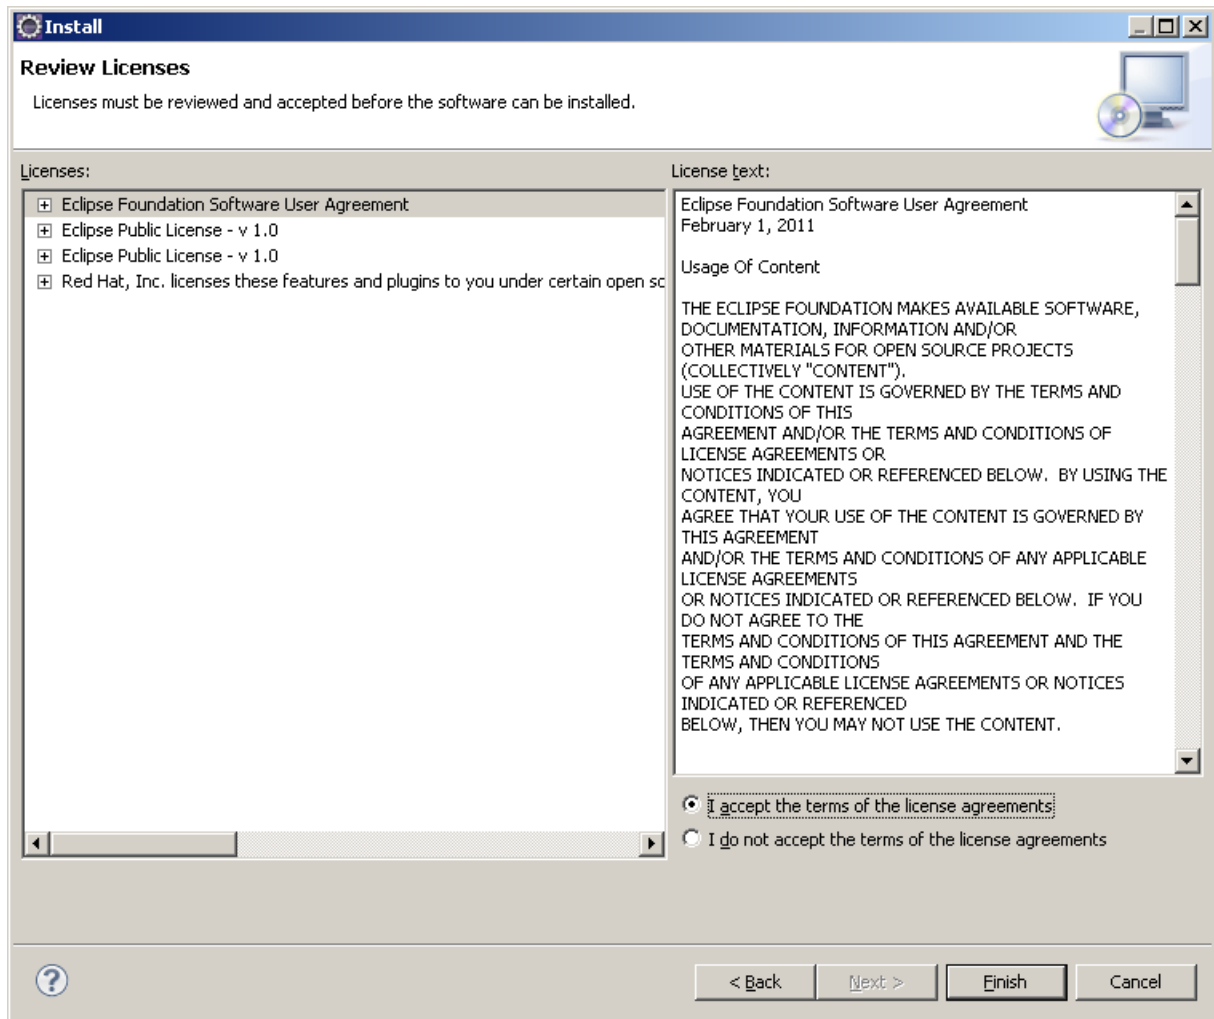 Install
Review Licenses
Licenses must be reviewed and accepted before the software can be installed.
Licenses:
Eclipse Foundation Software User Agreement
Eclipse Public License - v 1.0
Eclipse Public License - v 1.0
Red Hat, Inc. licenses these features and plugins to you under certain open sc
License text:
Eclipse Foundation Software User Agreement
February 1, 2011
Usage Of Content
THE ECLIPSE FOUNDATION MAKES AVAILABLE SOFTWARE,
DOCUMENTATION, INFORMATION AND/OR
OTHER MATERIALS FOR OPEN SOURCE PROJECTS
(COLLECTIVELY "CONTENT").
USE OF THE CONTENT IS GOVERNED BY THE TERMS AND
CONDITIONS OF THIS
AGREEMENT AND/OR THE TERMS AND CONDITIONS OF
LICENSE AGREEMENTS OR
NOTICES INDICATED OR REFERENCED BELOW.  BY USING THE
CONTENT, YOU
AGREE THAT YOUR USE OF THE CONTENT IS GOVERNED BY
THIS AGREEMENT
AND/OR THE TERMS AND CONDITIONS OF ANY APPLICABLE
LICENSE AGREEMENTS
OR NOTICES INDICATED OR REFERENCED BELOW.  IF YOU
DO NOT AGREE TO THE
TERMS AND CONDITIONS OF THIS AGREEMENT AND THE
TERMS AND CONDITIONS
OF ANY APPLICABLE LICENSE AGREEMENTS OR NOTICES
INDICATED OR REFERENCED
BELOW, THEN YOU MAY NOT USE THE CONTENT.
I accept the terms of the license agreements
I do not accept the terms of the license agreements
?
< Back
Next >
Finish
Cancel